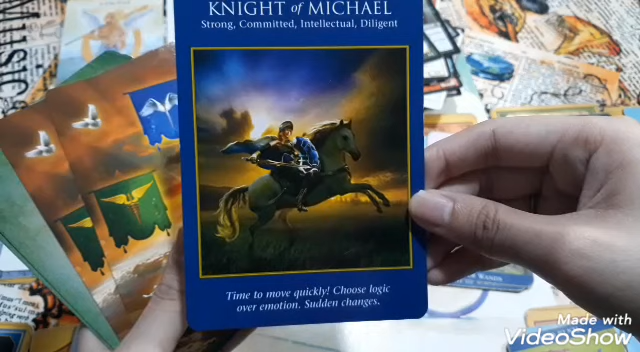 KNIGHT of MICHAEL
Strong, Committed, Intellectual, Diligent
Time to move quickly! Choose logic
over emotion. Sudden changes.
WANDS
Made with
VideoShow